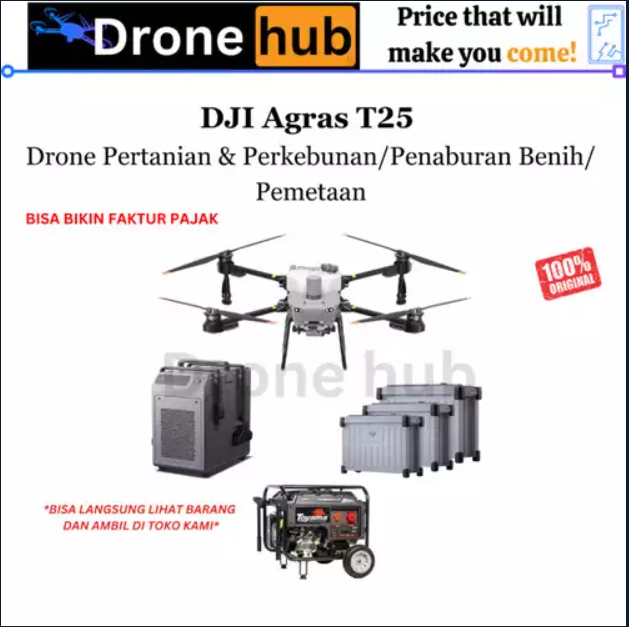 Drone hub
Price that will
make you come!
DJI Agras T25
Drone Pertanian & Perkebunan/Penaburan Benih/
Pemetaan
BISA BIKIN FAKTUR PAJAK
100%
ORIGINAL
Drone hub
*BISA LANGSUNG LIHAT BARANG
DAN AMBIL DI TOKO KAMI*
Toyama